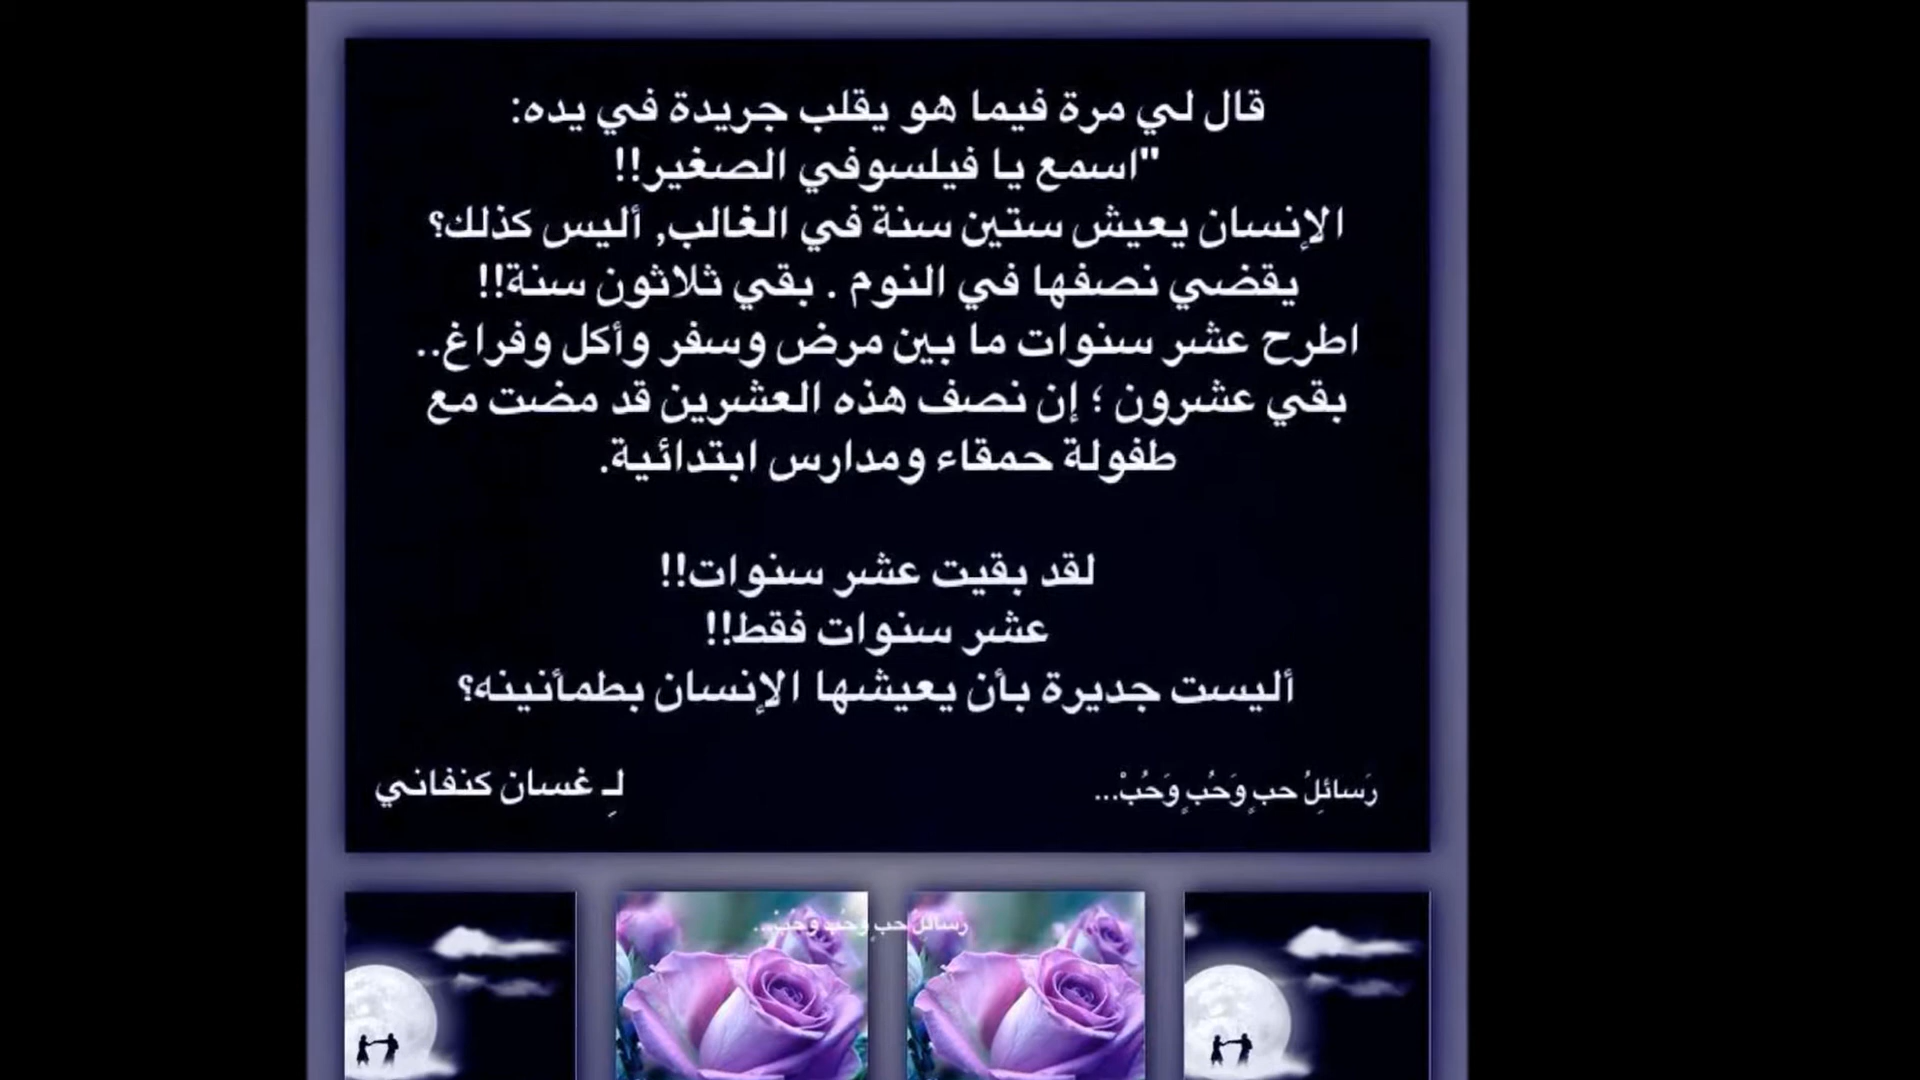 قال لي مرة فيما هو يقلب جريدة في يده:
"اسمع يا فيلسوفي الصغير!!
الإنسان يعيش ستين سنة في الغالب, أليس كذلك؟
يقضي نصفها في النوم . بقي ثلاثون سنة!!
اطرح عشر سنوات ما بين مرض وسفر وأكل وفراغ..
بقي عشرون ؛ إن نصف هذه العشرين قد مضت مع
طفولة حمقاء ومدارس ابتدائية.
لقد بقيت عشر سنوات!!
عشر سنوات فقط!!
أليست جديرة بأن يعيشها الإنسان بطمأنينه؟
رَسائلُ حبٍ وَحُبٍ وَحُبْ...
لِـ غسان كنفاني
رَسائلُ حبٍ وَحُبٍ وَحُبْ...